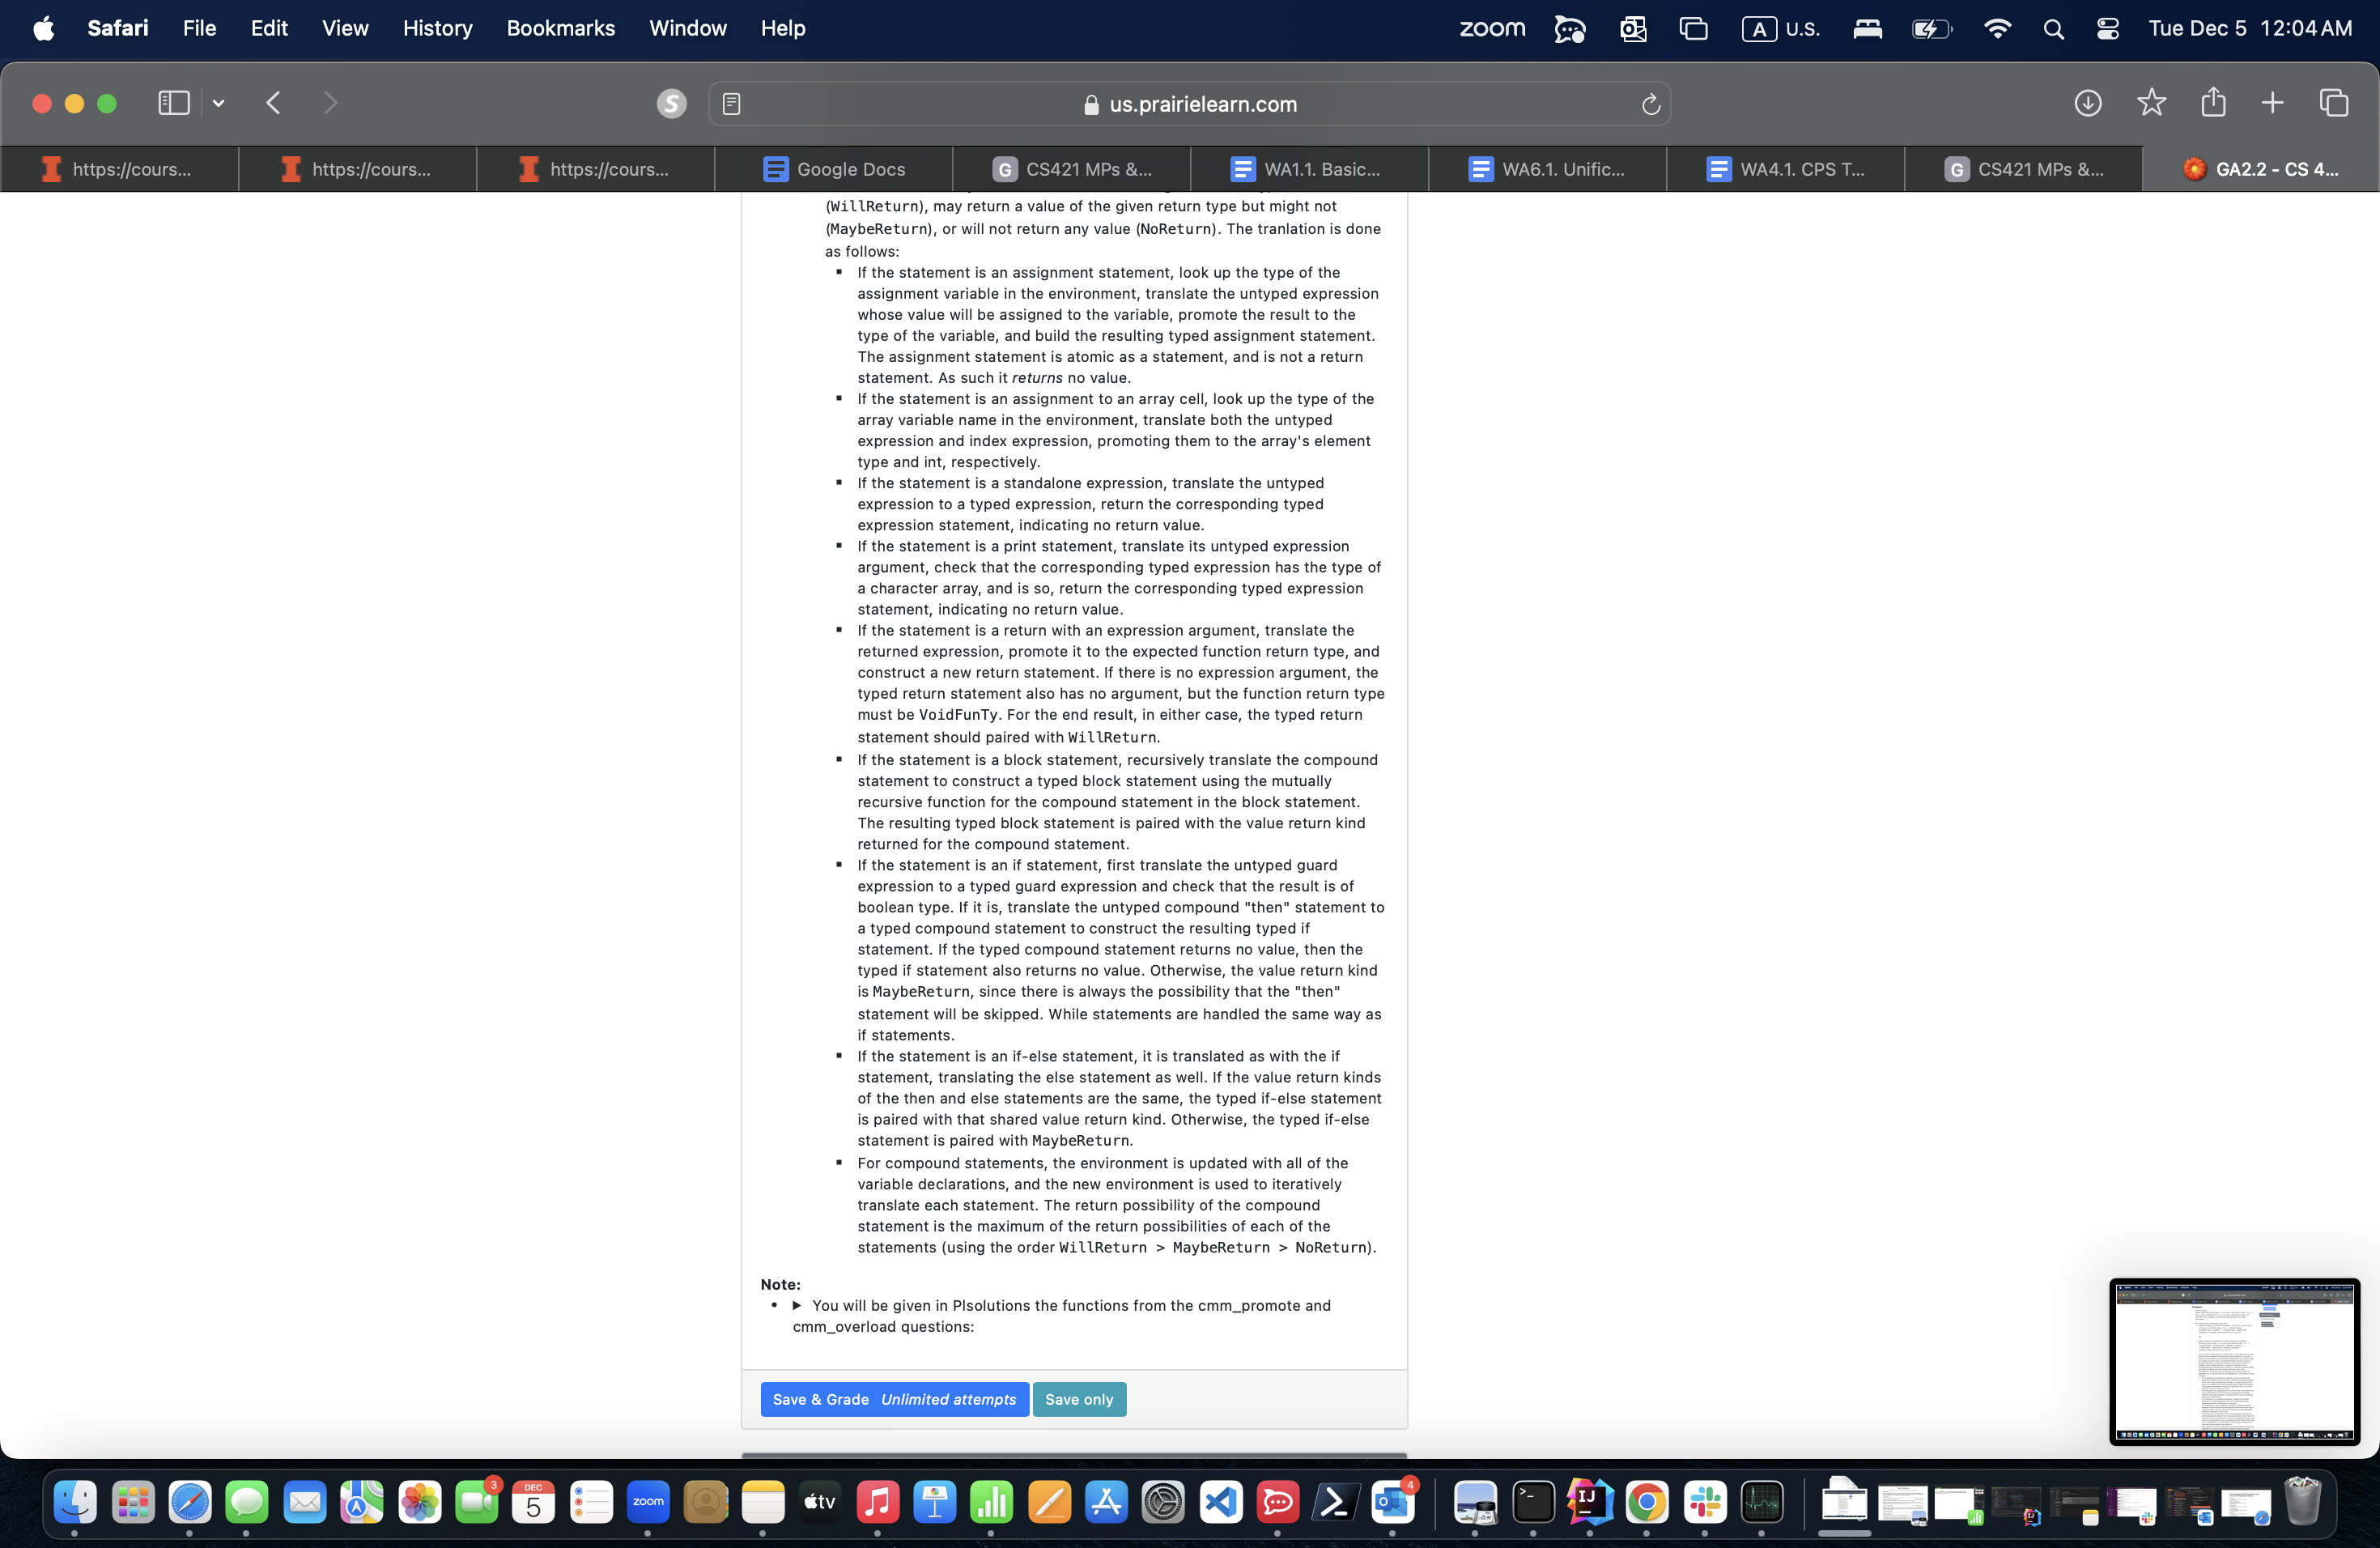 Safari File Edit View History Bookmarks Window Help zoom A U.S. Tue Dec 5 12:04 AM
S us.prairielearn.com
https://cours... https://cours... https://cours... Google Docs G CS421 MPs &... WA1.1. Basic... WA6.1. Unific... WA4.1. CPS T... G CS421 MPs &... GA2.2 - CS 4...
(WillReturn), may return a value of the given return type but might not
(MaybeReturn), or will not return any value (NoReturn). The tranlation is done
as follows:
▪ If the statement is an assignment statement, look up the type of the
assignment variable in the environment, translate the untyped expression
whose value will be assigned to the variable, promote the result to the
type of the variable, and build the resulting typed assignment statement.
The assignment statement is atomic as a statement, and is not a return
statement. As such it returns no value.
▪ If the statement is an assignment to an array cell, look up the type of the
array variable name in the environment, translate both the untyped
expression and index expression, promoting them to the array's element
type and int, respectively.
▪ If the statement is a standalone expression, translate the untyped
expression to a typed expression, return the corresponding typed
expression statement, indicating no return value.
▪ If the statement is a print statement, translate its untyped expression
argument, check that the corresponding typed expression has the type of
a character array, and is so, return the corresponding typed expression
statement, indicating no return value.
▪ If the statement is a return with an expression argument, translate the
returned expression, promote it to the expected function return type, and
construct a new return statement. If there is no expression argument, the
typed return statement also has no argument, but the function return type
must be VoidFunTy. For the end result, in either case, the typed return
statement should paired with WillReturn.
▪ If the statement is a block statement, recursively translate the compound
statement to construct a typed block statement using the mutually
recursive function for the compound statement in the block statement.
The resulting typed block statement is paired with the value return kind
returned for the compound statement.
▪ If the statement is an if statement, first translate the untyped guard
expression to a typed guard expression and check that the result is of
boolean type. If it is, translate the untyped compound "then" statement to
a typed compound statement to construct the resulting typed if
statement. If the typed compound statement returns no value, then the
typed if statement also returns no value. Otherwise, the value return kind
is MaybeReturn, since there is always the possibility that the "then"
statement will be skipped. While statements are handled the same way as
if statements.
▪ If the statement is an if-else statement, it is translated as with the if
statement, translating the else statement as well. If the value return kinds
of the then and else statements are the same, the typed if-else statement
is paired with that shared value return kind. Otherwise, the typed if-else
statement is paired with MaybeReturn.
▪ For compound statements, the environment is updated with all of the
variable declarations, and the new environment is used to iteratively
translate each statement. The return possibility of the compound
statement is the maximum of the return possibilities of each of the
statements (using the order WillReturn > MaybeReturn > NoReturn).
Note:
• ▶ You will be given in Plsolutions the functions from the cmm_promote and
cmm_overload questions:
Save & Grade Unlimited attempts Save only
3 DEC 5 zoom tv 4 IJ